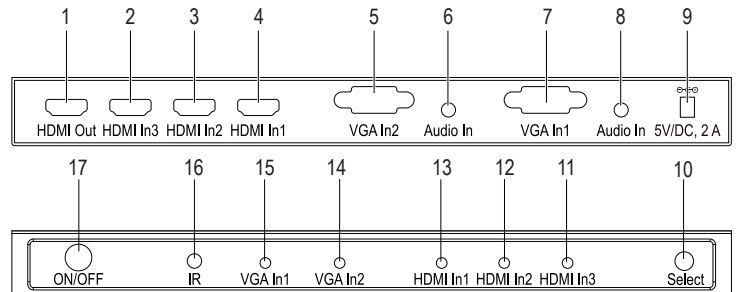 1 2 3 4 5 6 7 8 9
HDMI Out HDMI In3 HDMI In2 HDMI In1 VGA In2 Audio In VGA In1 Audio In 5V/DC, 2 A
17 16 15 14 13 12 11 10
ON/OFF IR VGA In1 VGA In2 HDMI In1 HDMI In2 HDMI In3 Select